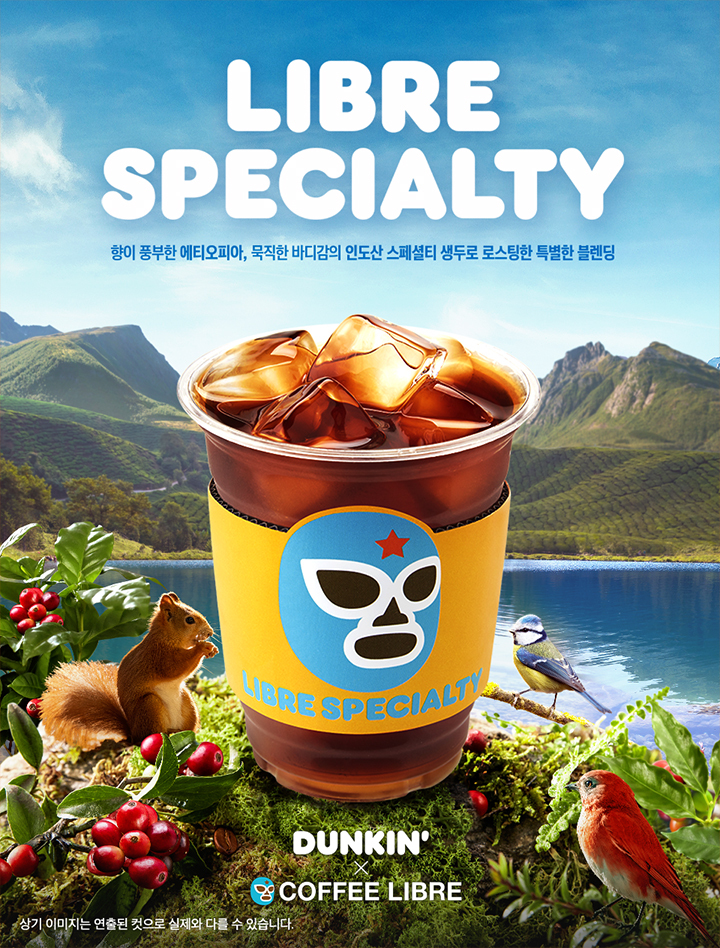 LIBRE
SPECIALTY
향이 풍부한 에티오피아, 묵직한 바디감의 인도산 스페셜티 생두로 로스팅한 특별한 블렌딩
LIBRE SPECIALTY
DUNKIN'
×
COFFEE LIBRE
상기 이미지는 연출된 컷으로 실제와 다를 수 있습니다.